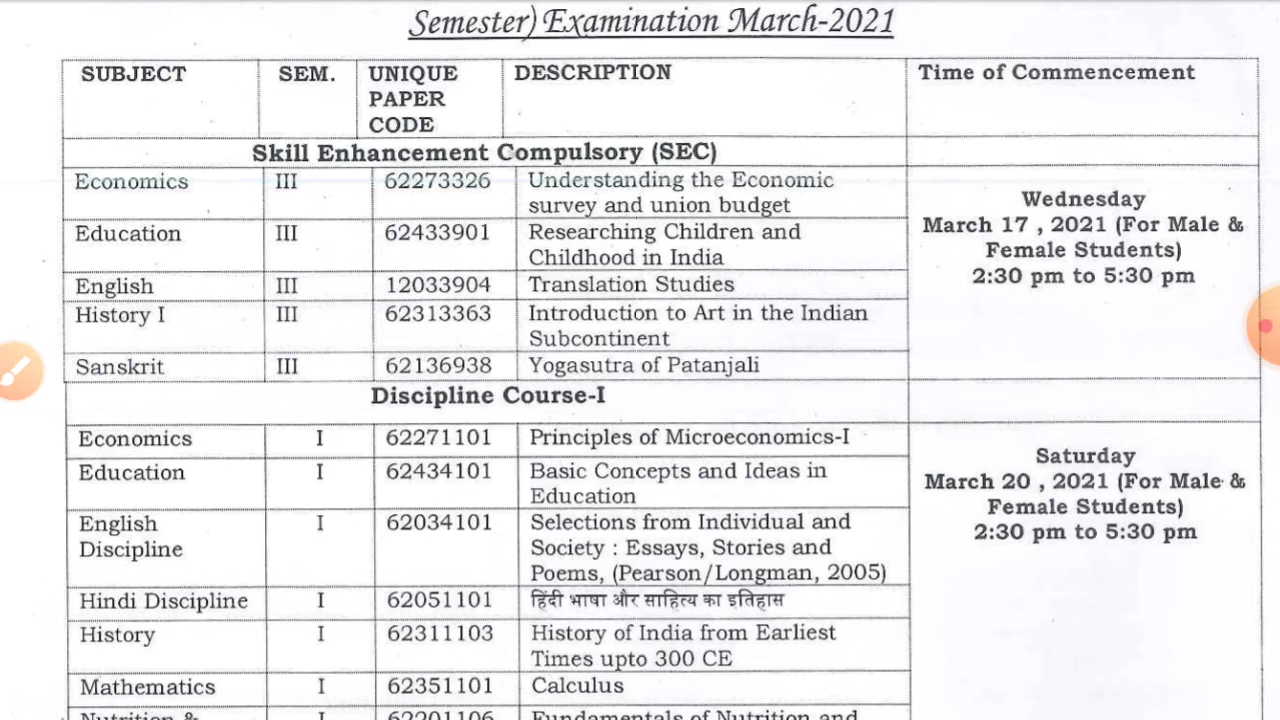 Semester) Examination March-2021
SUBJECT SEM. UNIQUE PAPER CODE DESCRIPTION Time of Commencement
Skill Enhancement Compulsory (SEC)
Economics III 62273326 Understanding the Economic
survey and union budget
Education III 62433901 Researching Children and
Childhood in India
English III 12033904 Translation Studies
History I III 62313363 Introduction to Art in the Indian
Subcontinent
Sanskrit III 62136938 Yogasutra of Patanjali
Wednesday
March 17 , 2021 (For Male &
Female Students)
2:30 pm to 5:30 pm
Discipline Course-I
Economics I 62271101 Principles of Microeconomics-I
Education I 62434101 Basic Concepts and Ideas in
Education
English I 62034101 Selections from Individual and
Discipline Society : Essays, Stories and
Poems, (Pearson/Longman, 2005)
Hindi Discipline I 62051101 हिंदी भाषा और साहित्य का इतिहास
History I 62311103 History of India from Earliest
Times upto 300 CE
Mathematics I 62351101 Calculus
Nutrition & I 62201106 Fundamentals of Nutrition and
Saturday
March 20 , 2021 (For Male & 
Female Students)
2:30 pm to 5:30 pm